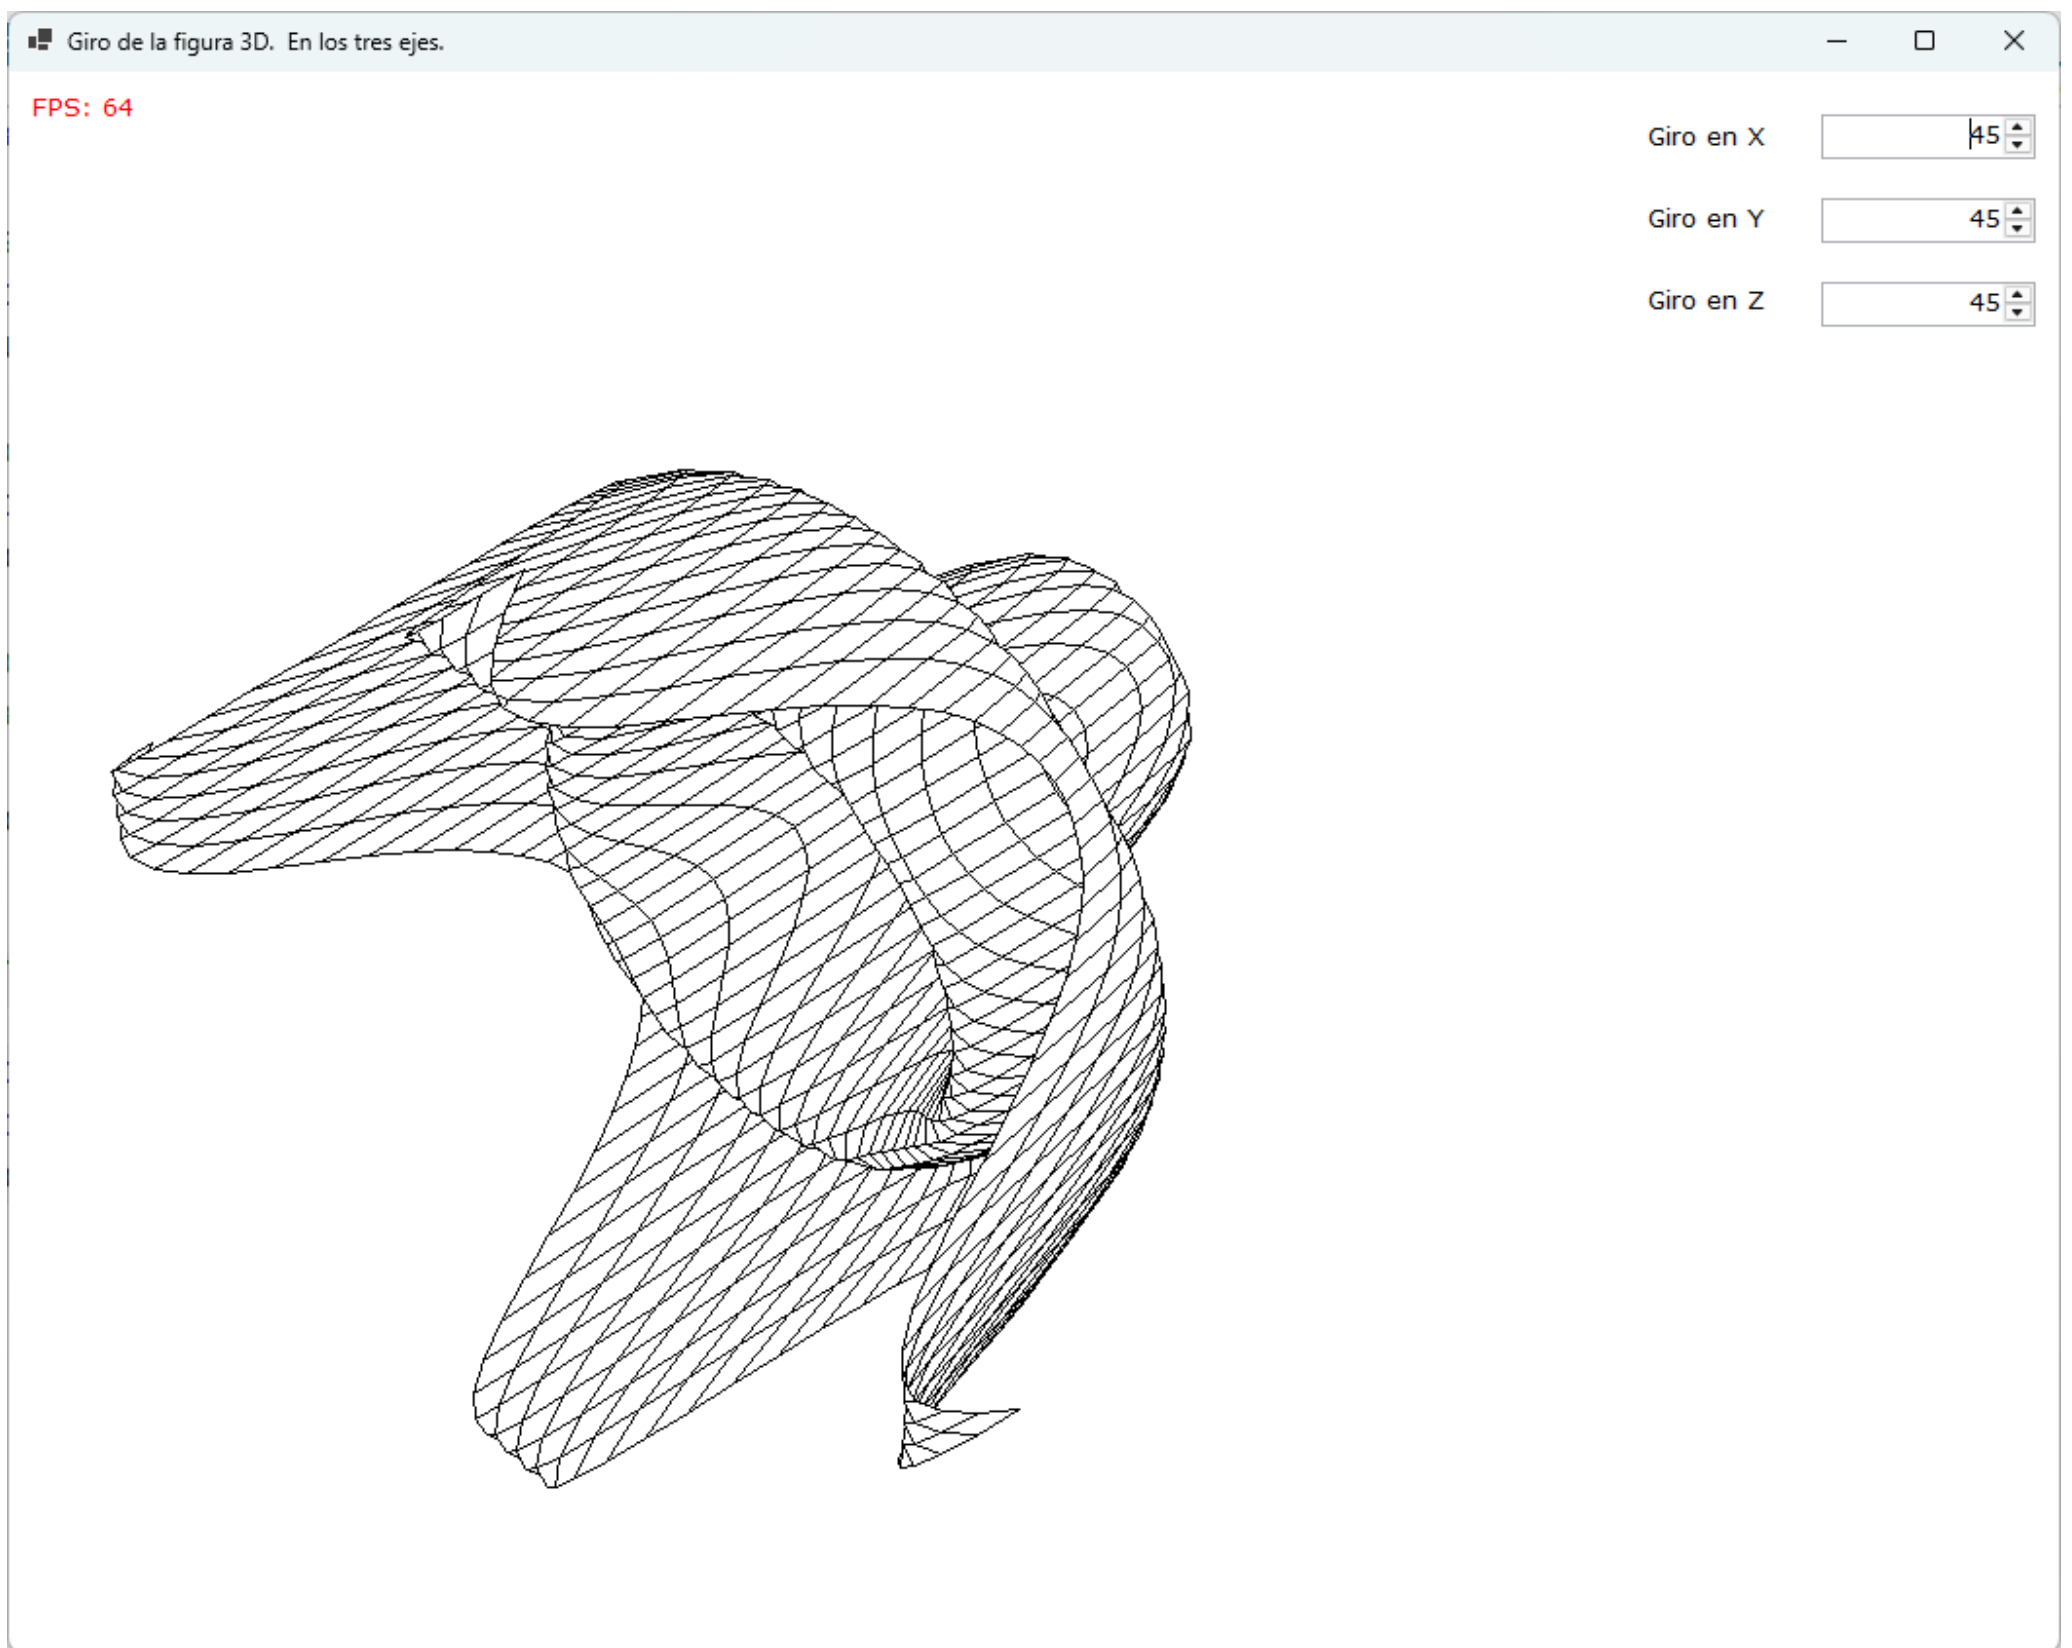 Giro de la figura 3D.  En los tres ejes.
FPS: 64
Giro en X 45
Giro en Y 45
Giro en Z 45